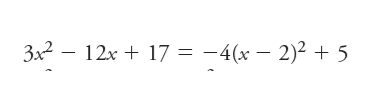 3x² − 12x + 17 = −4(x − 2)² + 5